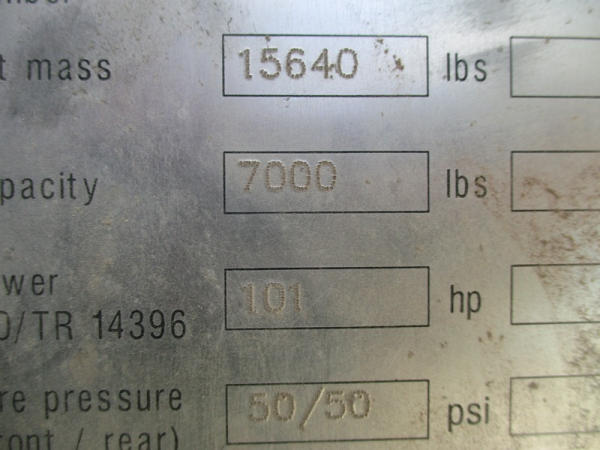 t mass 15640 lbs
pacity 7000 lbs
wer
/TR 14396 101 hp
re pressure 50/50 psi
ront / rear)